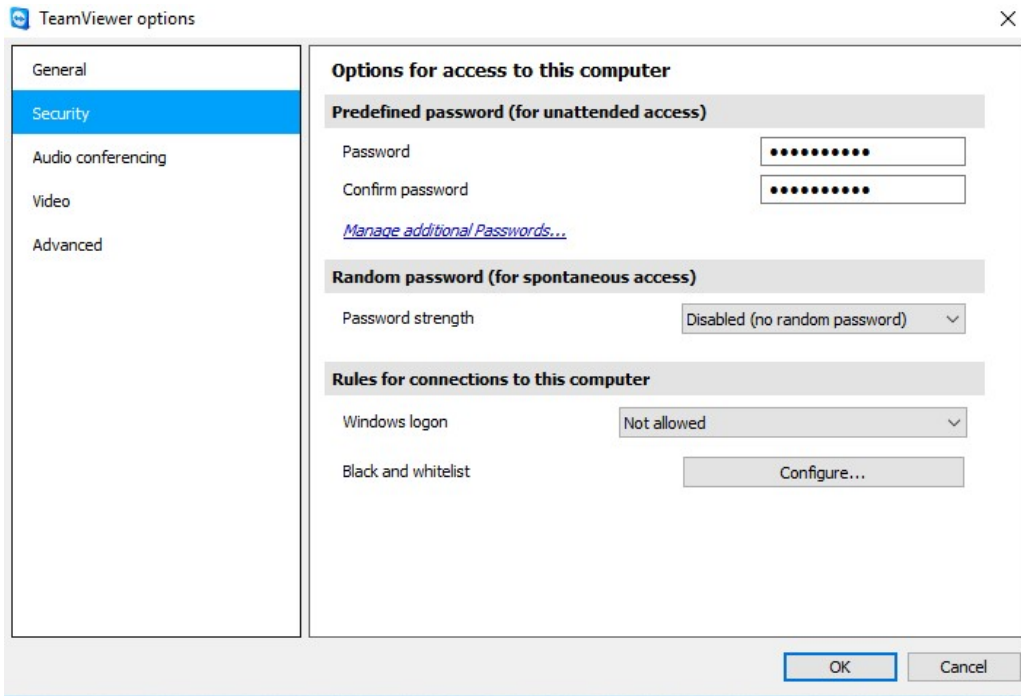 TeamViewer options
General
Security
Audio conferencing
Video
Advanced
Options for access to this computer
Predefined password (for unattended access)
Password ••••••••••
Confirm password ••••••••••
Manage additional Passwords...
Random password (for spontaneous access)
Password strength Disabled (no random password)
Rules for connections to this computer
Windows logon Not allowed
Black and whitelist Configure...
OK Cancel